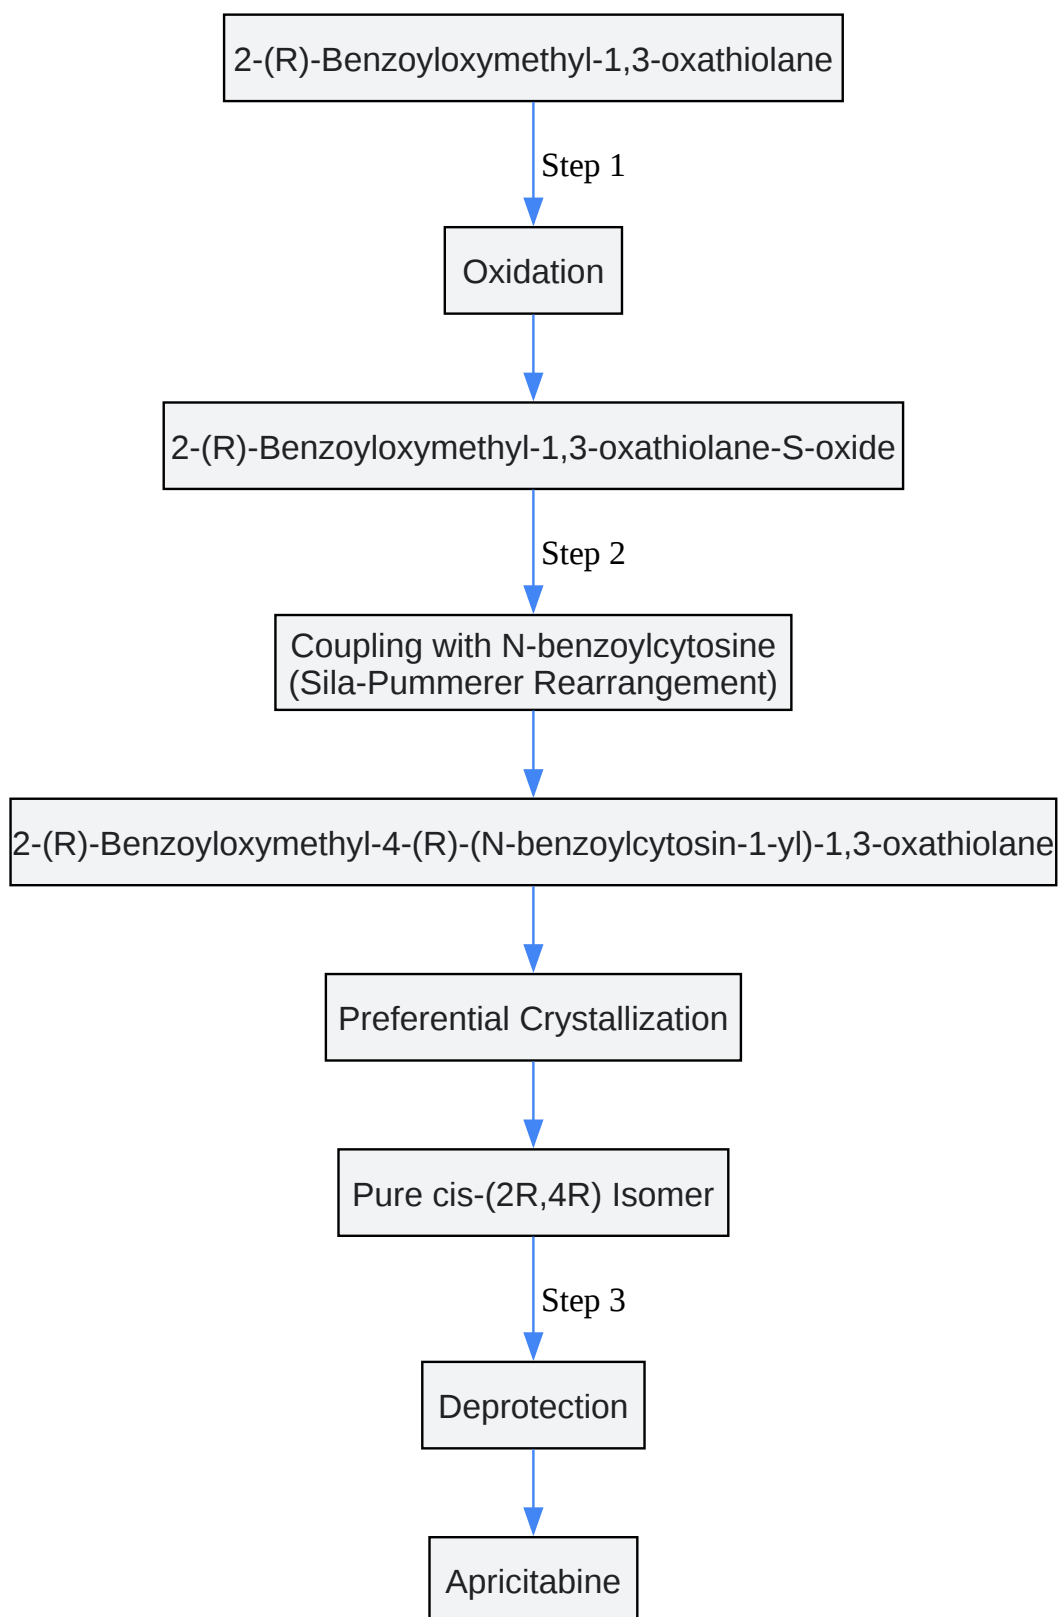 2-(R)-Benzoyloxymethyl-1,3-oxathiolane
Step 1
Oxidation
2-(R)-Benzoyloxymethyl-1,3-oxathiolane-S-oxide
Step 2
Coupling with N-benzoylcytosine
(Sila-Pummerer Rearrangement)
2-(R)-Benzoyloxymethyl-4-(R)-(N-benzoylcytosin-1-yl)-1,3-oxathiolane
Preferential Crystallization
Pure cis-(2R,4R) Isomer
Step 3
Deprotection
Apricitabine